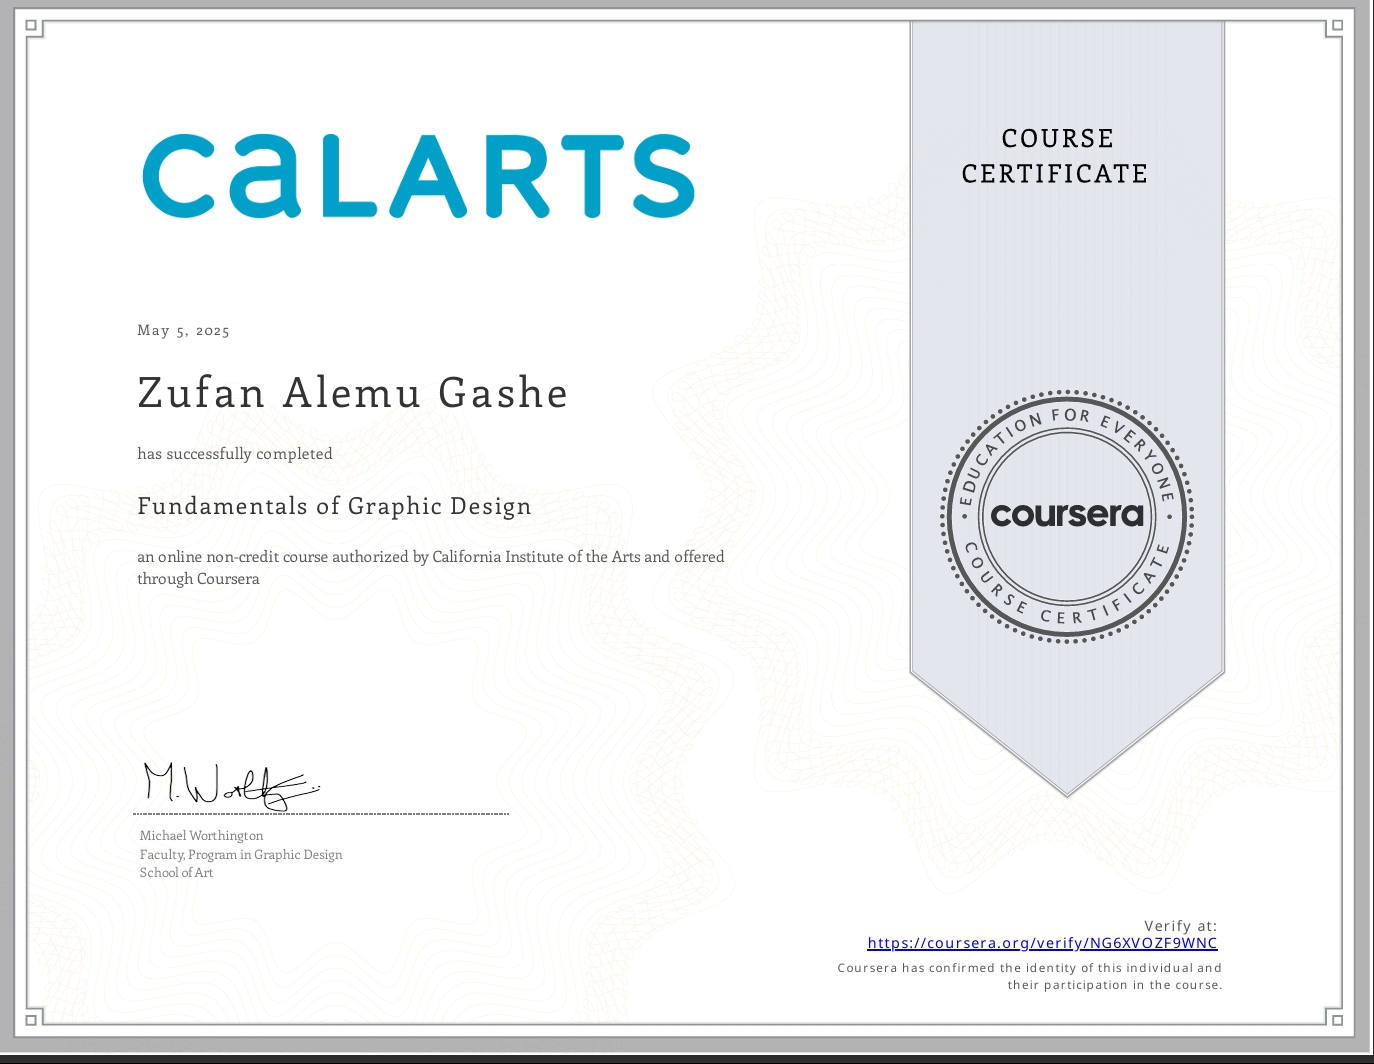 CaLARTS
COURSE
CERTIFICATE
May 5, 2025
Zufan Alemu Gashe
has successfully completed
Fundamentals of Graphic Design
an online non-credit course authorized by California Institute of the Arts and offered
through Coursera
EDUCATION FOR EVERYONE
coursera
COURSE CERTIFICATE
M. Worth
Michael Worthington
Faculty, Program in Graphic Design
School of Art
Verify at:
https://coursera.org/verify/NG6XVOZF9WNC
Coursera has confirmed the identity of this individual and
their participation in the course.